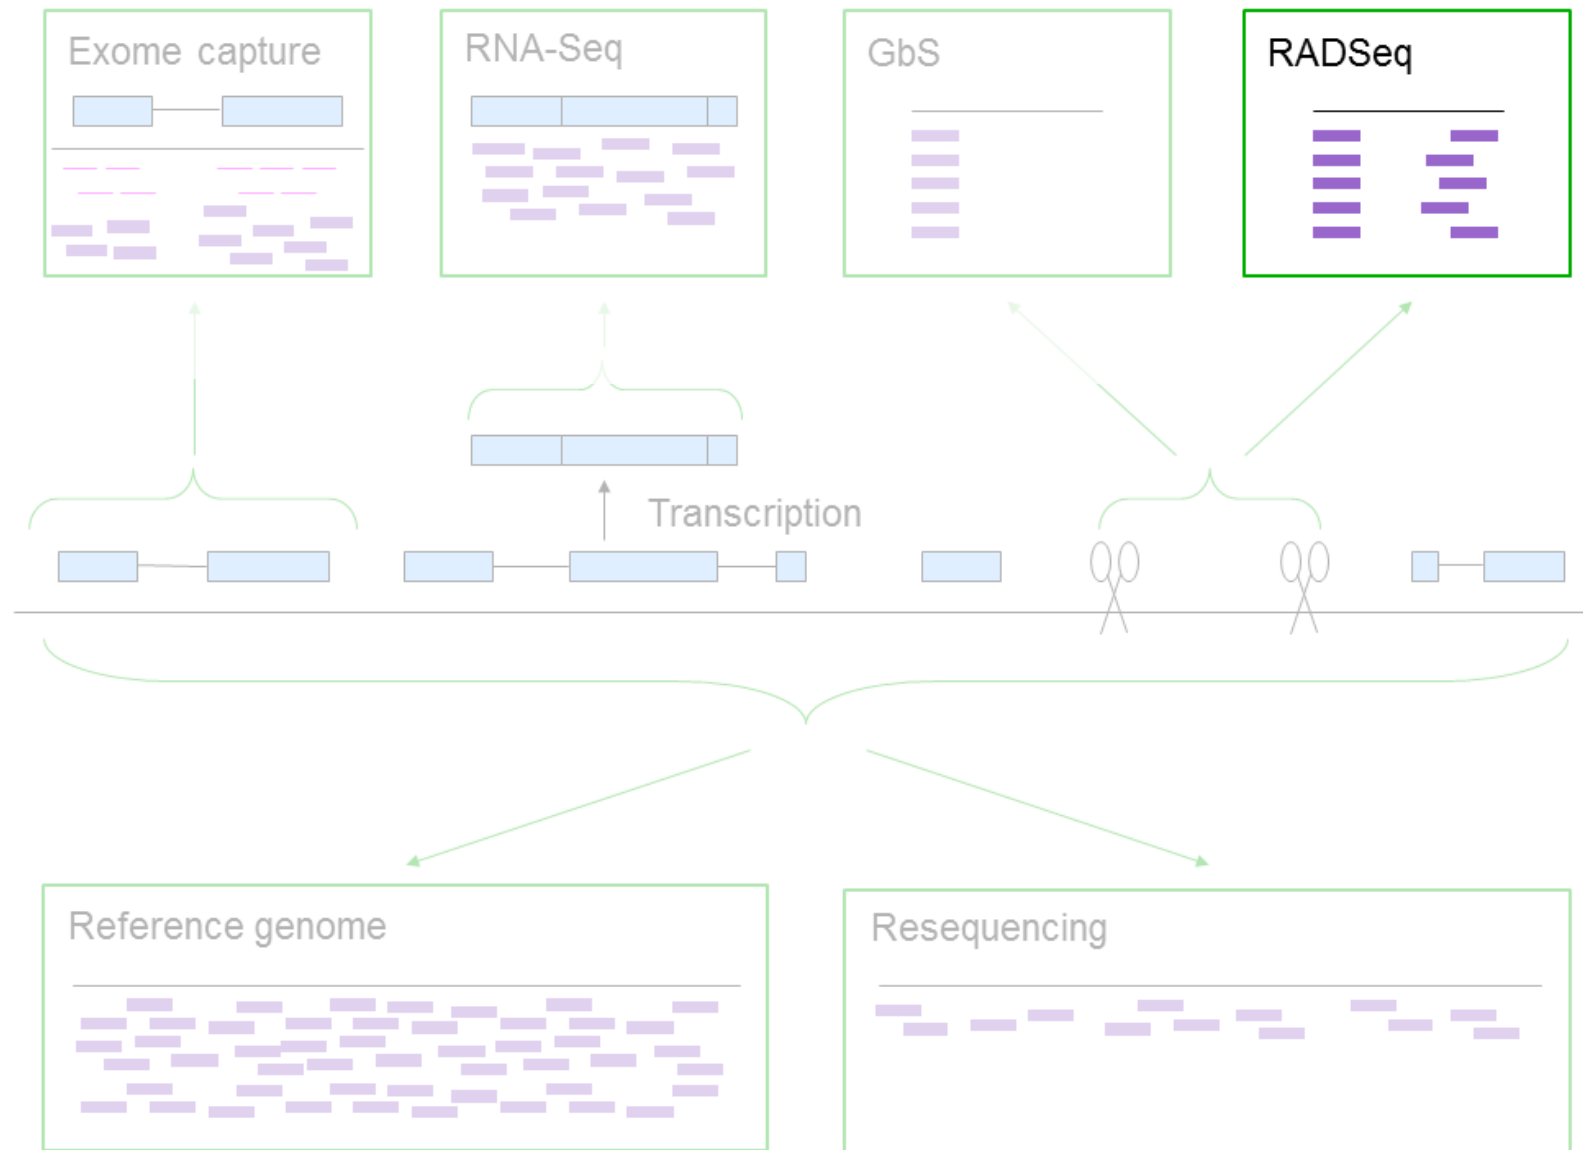 Exome capture
RNA-Seq
GbS
RADSeq
Transcription
Reference genome
Resequencing